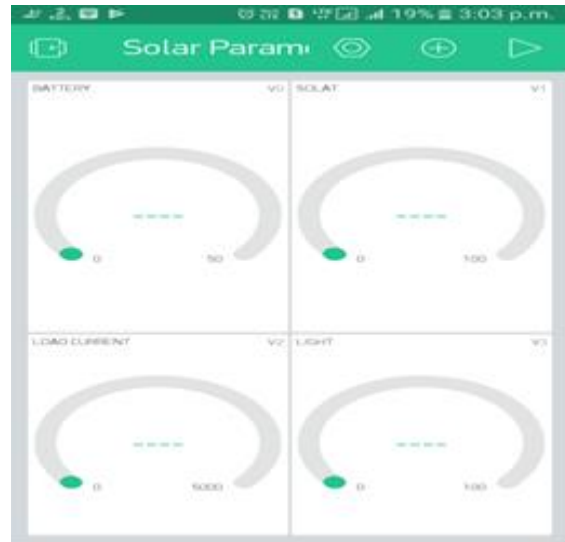 19% 3:03 p.m.
Solar Param
BATTERY V0 SOLAT V1
---- ----
0 50 0 100
LOAD CURRENT V2 LIGHT V3
---- ----
0 5000 0 100